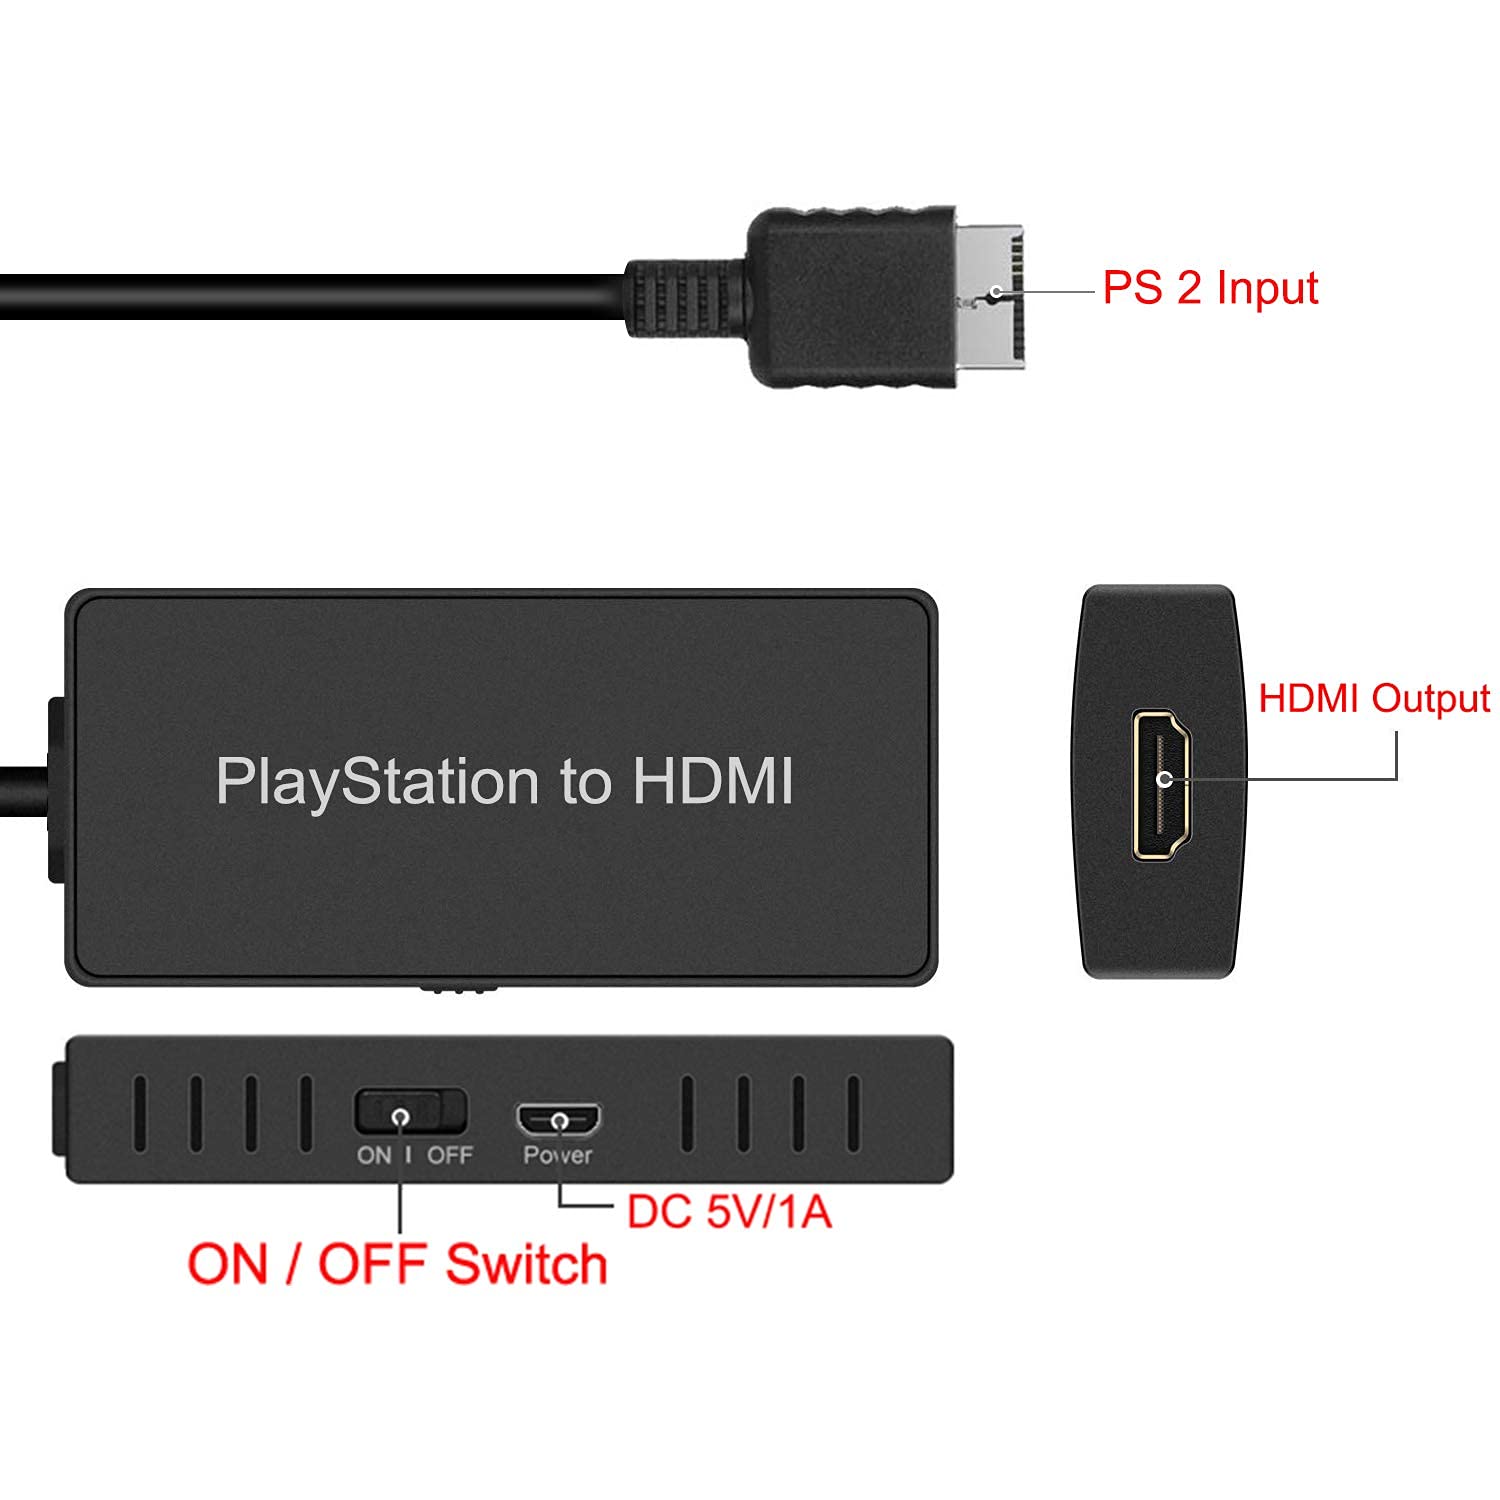 PS 2 Input
PlayStation to HDMI
HDMI Output
ON I OFF
Power
DC 5V/1A
ON / OFF Switch